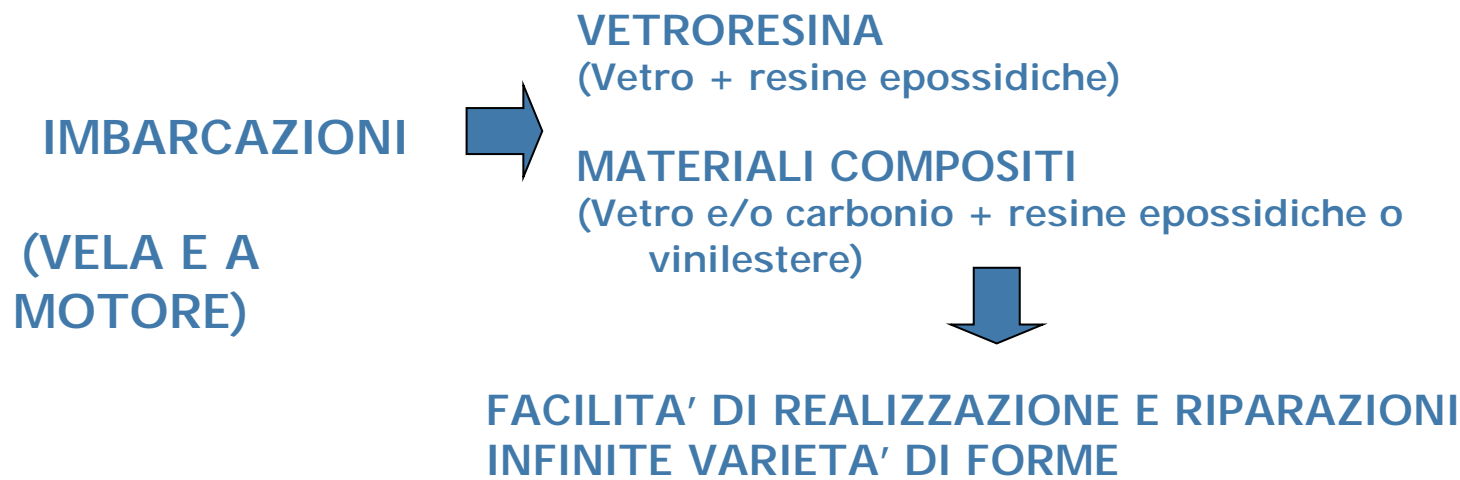 IMBARCAZIONI
(VELA E A
MOTORE)
VETRORESINA
(Vetro + resine epossidiche)
MATERIALI COMPOSITI
(Vetro e/o carbonio + resine epossidiche o
vinilestere)
FACILITA’ DI REALIZZAZIONE E RIPARAZIONI
INFINITE VARIETA’ DI FORME